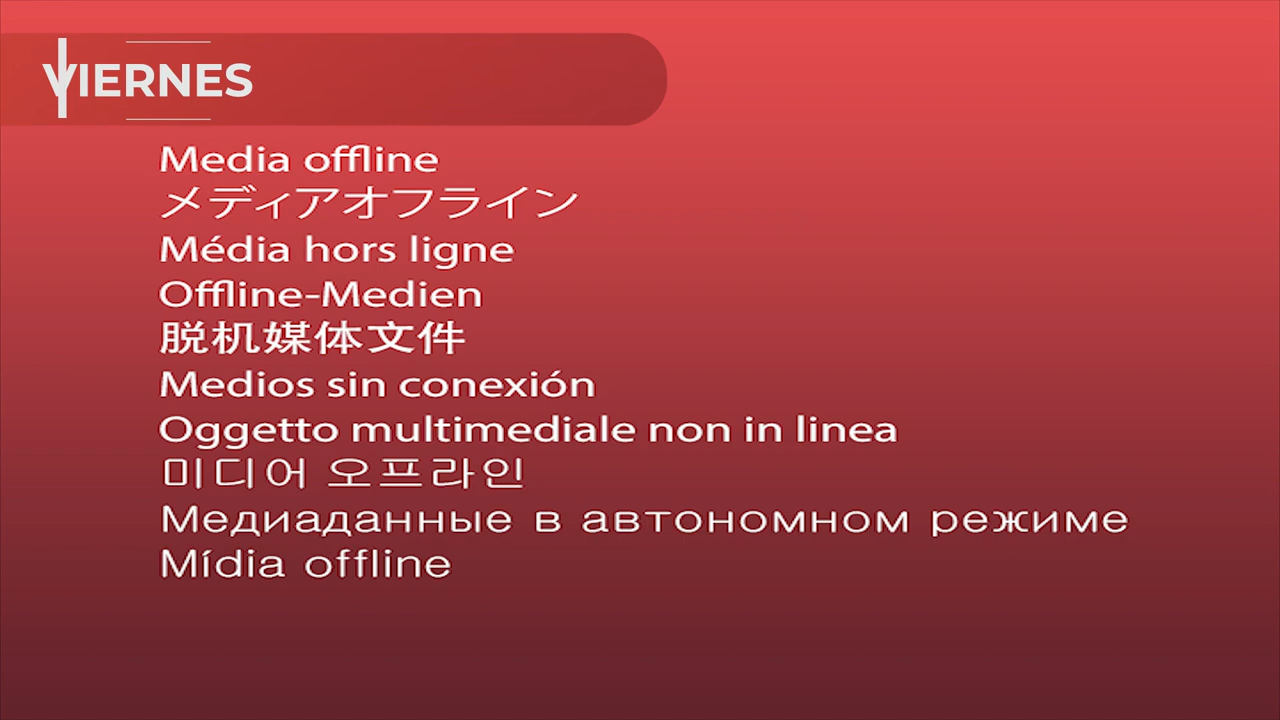 VIERNES
Media offline
メディアオフライン
Média hors ligne
Offline-Medien
脱机媒体文件
Medios sin conexión
Oggetto multimediale non in linea
미디어 오프라인
Медиаданные в автономном режиме
Mídia offline